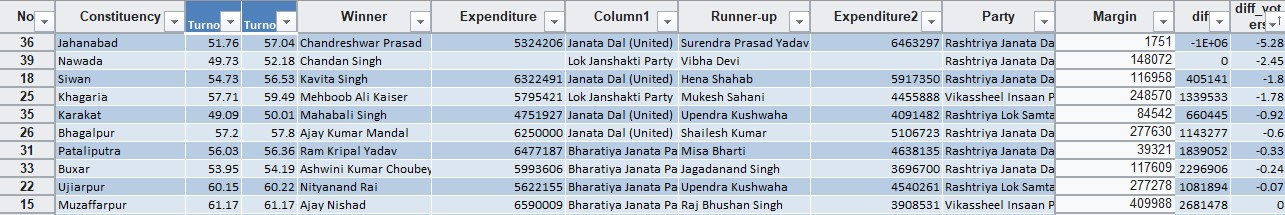 No Constituency Turno Turno Winner Expenditure Column1 Runner-up Expenditure2 Party Margin diff diff_vot ers
36 Jahanabad 51.76 57.04 Chandreshwar Prasad 5324206 Janata Dal (United) Surendra Prasad Yadav 6463297 Rashtriya Janata Da 1751 -1E+06 -5.28
39 Nawada 49.73 52.18 Chandan Singh Lok Janshakti Party Vibha Devi Rashtriya Janata Da 148072 0 -2.45
18 Siwan 54.73 56.53 Kavita Singh 6322491 Janata Dal (United) Hena Shahab 5917350 Rashtriya Janata Da 116958 405141 -1.8
25 Khagaria 57.71 59.49 Mehboob Ali Kaiser 5795421 Lok Janshakti Party Mukesh Sahani 4455888 Vikassheel Insaan P 248570 1339533 -1.78
35 Karakat 49.09 50.01 Mahabali Singh 4751927 Janata Dal (United) Upendra Kushwaha 4091482 Rashtriya Lok Samta 84542 660445 -0.92
26 Bhagalpur 57.2 57.8 Ajay Kumar Mandal 6250000 Janata Dal (United) Shailesh Kumar 5106723 Rashtriya Janata Da 277630 1143277 -0.6
31 Pataliputra 56.03 56.36 Ram Kripal Yadav 6477187 Bharatiya Janata Pa Misa Bharti 4638135 Rashtriya Janata Da 39321 1839052 -0.33
33 Buxar 53.95 54.19 Ashwini Kumar Choubey 5993606 Bharatiya Janata Pa Jagadanand Singh 3696700 Rashtriya Janata Da 117609 2296906 -0.24
22 Ujiarpur 60.15 60.22 Nityanand Rai 5622155 Bharatiya Janata Pa Upendra Kushwaha 4540261 Rashtriya Lok Samta 277278 1081894 -0.07
15 Muzaffarpur 61.17 61.17 Ajay Nishad 6590009 Bharatiya Janata Pa Raj Bhushan Singh 3908531 Vikassheel Insaan P 409988 2681478 0